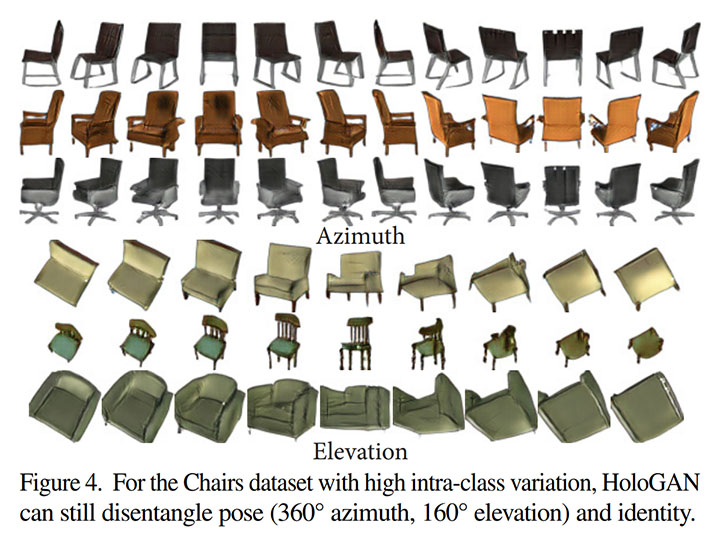 Azimuth
Elevation
Figure 4. For the Chairs dataset with high intra-class variation, HoloGAN
can still disentangle pose (360° azimuth, 160° elevation) and identity.